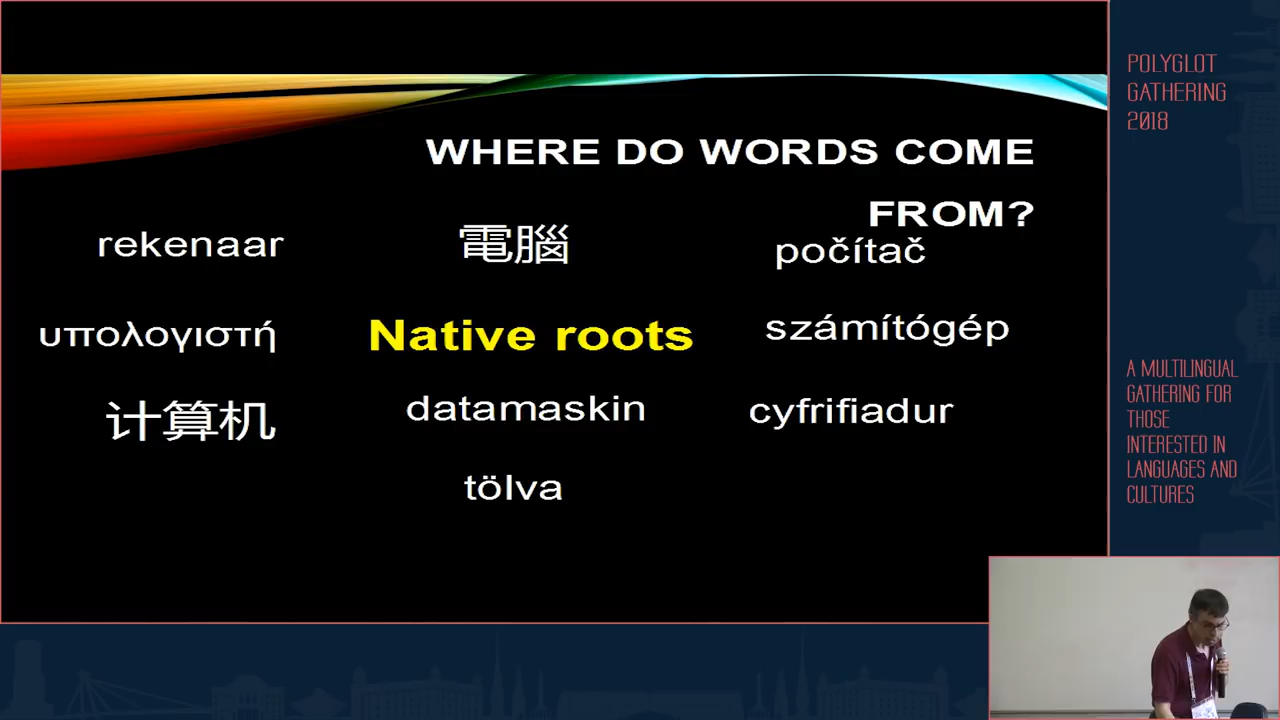 WHERE DO WORDS COME
FROM?
rekenaar
電腦
počítač
υπολογιστή
Native roots
számítógép
计算机
datamaskin
cyfrifiadur
tölva
POLYGLOT
GATHERING
2018
A MULTILINGUAL
GATHERING FOR
THOSE
INTERESTED IN
LANGUAGES AND
CULTURES